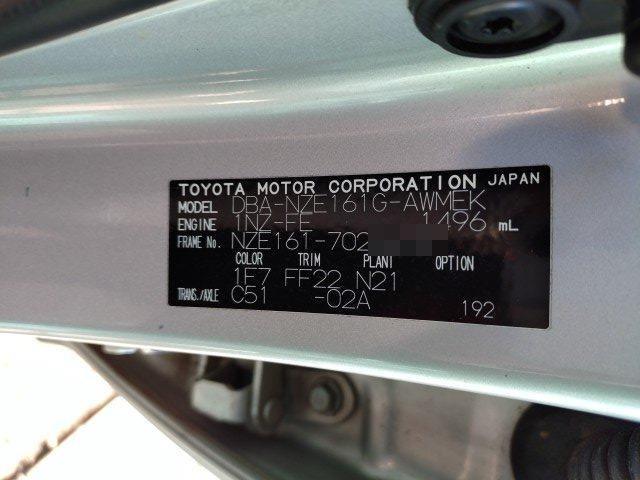 TOYOTA MOTOR CORPORATION JAPAN
MODEL DBA-NZE161G-AWMEK
ENGINE 1NZ-FE 1496 mL
FRAME No. NZE161-702
COLOR TRIM PLANT OPTION
1F7 FF22 N21
TRANS./AXLE C51 -02A
192